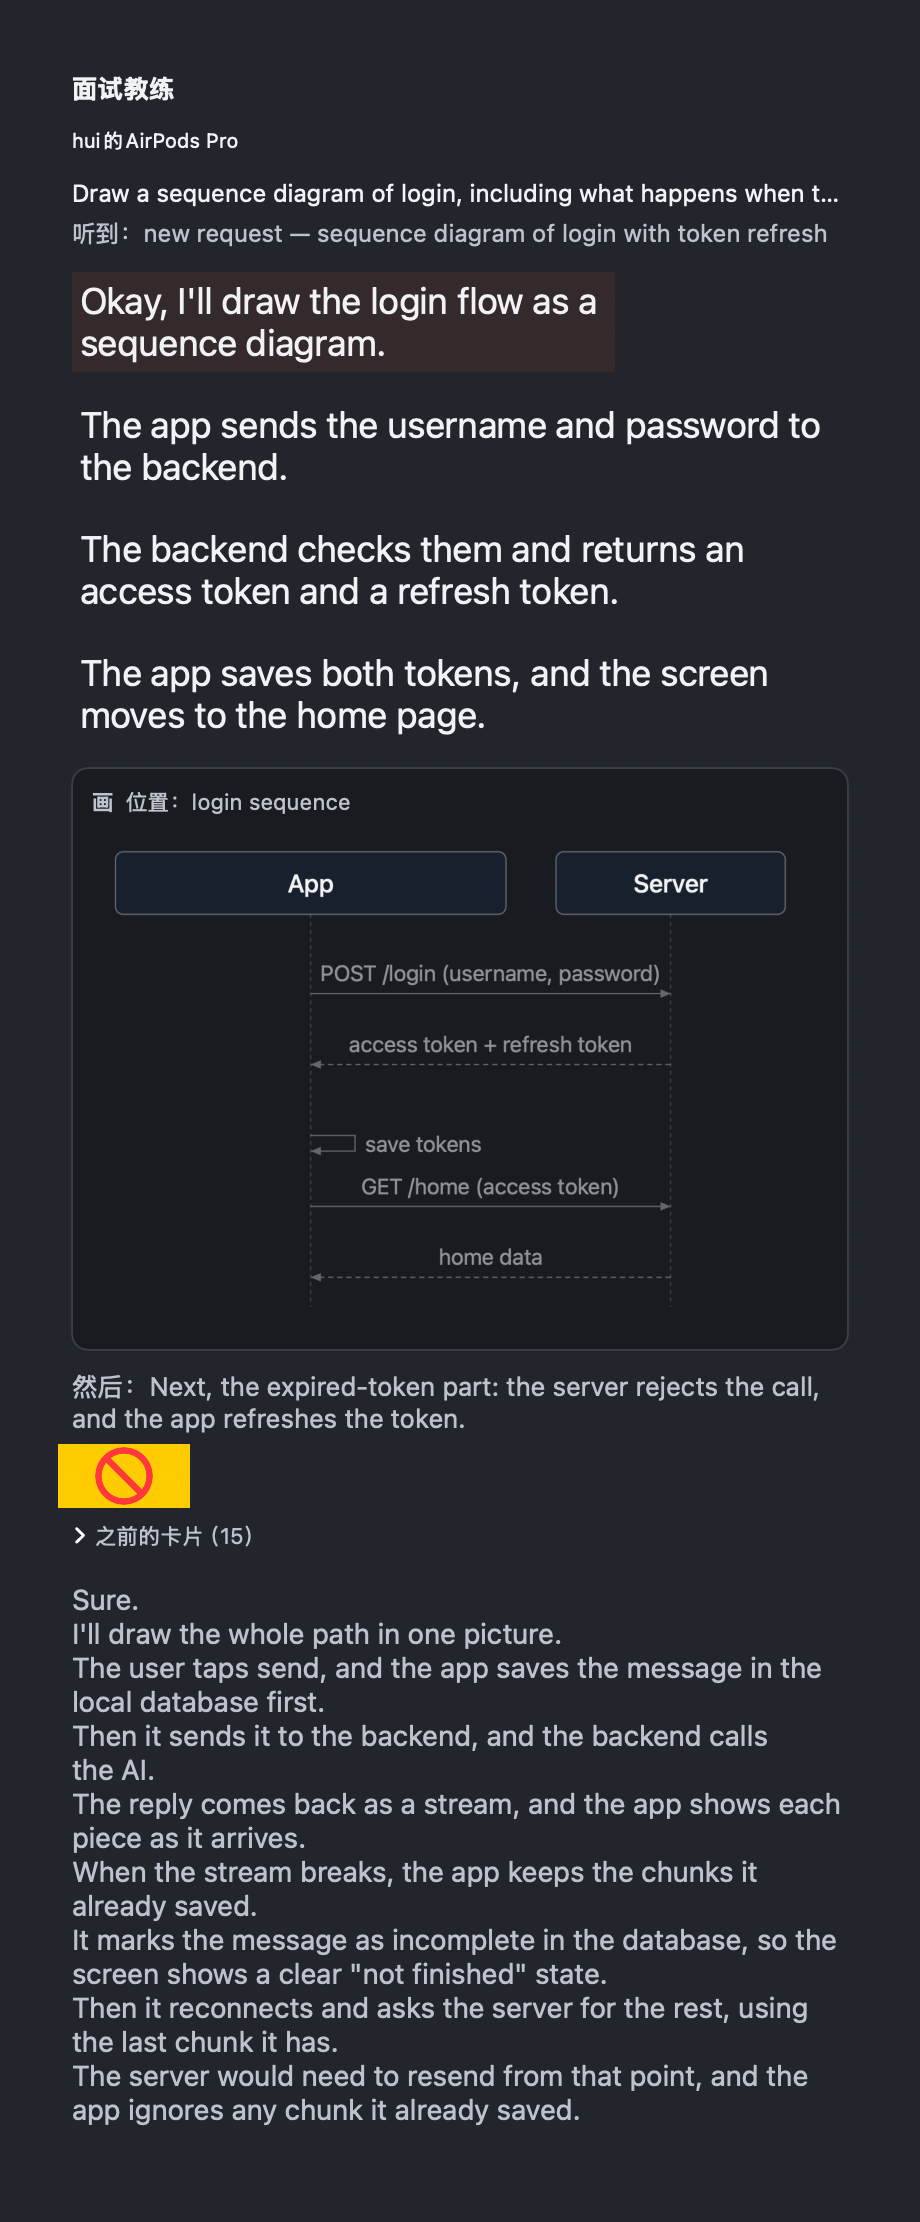 面试教练
hui的AirPods Pro
Draw a sequence diagram of login, including what happens when t...
听到：new request — sequence diagram of login with token refresh
Okay, I'll draw the login flow as a
sequence diagram.
The app sends the username and password to
the backend.
The backend checks them and returns an
access token and a refresh token.
The app saves both tokens, and the screen
moves to the home page.
画 位置：login sequence
App Server
POST /login (username, password)
access token + refresh token
save tokens
GET /home (access token)
home data
然后：Next, the expired-token part: the server rejects the call,
and the app refreshes the token.
之前的卡片 (15)
Sure.
I'll draw the whole path in one picture.
The user taps send, and the app saves the message in the
local database first.
Then it sends it to the backend, and the backend calls
the AI.
The reply comes back as a stream, and the app shows each
piece as it arrives.
When the stream breaks, the app keeps the chunks it
already saved.
It marks the message as incomplete in the database, so the
screen shows a clear "not finished" state.
Then it reconnects and asks the server for the rest, using
the last chunk it has.
The server would need to resend from that point, and the
app ignores any chunk it already saved.